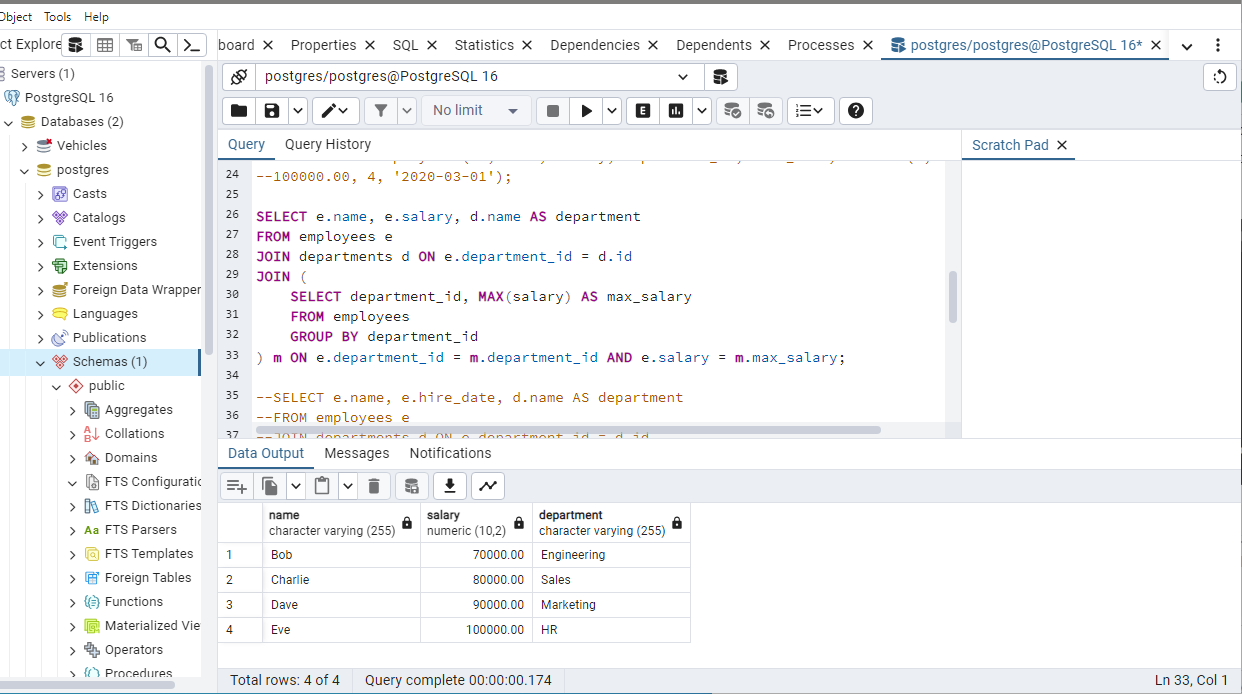 Object Tools Help
ct Explore
board Properties SQL Statistics Dependencies Dependents Processes postgres/postgres@PostgreSQL 16*
Servers (1)
PostgreSQL 16
Databases (2)
Vehicles
postgres
Casts
Catalogs
Event Triggers
Extensions
Foreign Data Wrapper
Languages
Publications
Schemas (1)
public
Aggregates
Collations
Domains
FTS Configuratic
FTS Dictionaries
FTS Parsers
FTS Templates
Foreign Tables
Functions
Materialized Vie
Operators
Procedures
postgres/postgres@PostgreSQL 16
No limit
E
Query Query History
Scratch Pad
24 --100000.00, 4, '2020-03-01');
25
26 SELECT e.name, e.salary, d.name AS department
27 FROM employees e
28 JOIN departments d ON e.department_id = d.id
29 JOIN (
30 SELECT department_id, MAX(salary) AS max_salary
31 FROM employees
32 GROUP BY department_id
33 ) m ON e.department_id = m.department_id AND e.salary = m.max_salary;
34
35 --SELECT e.name, e.hire_date, d.name AS department
36 --FROM employees e
37 --JOIN departments d ON e.department_id = d.id
Data Output Messages Notifications
name salary department
character varying (255) numeric (10,2) character varying (255)
1 Bob 70000.00 Engineering
2 Charlie 80000.00 Sales
3 Dave 90000.00 Marketing
4 Eve 100000.00 HR
Total rows: 4 of 4 Query complete 00:00:00.174 Ln 33, Col 1